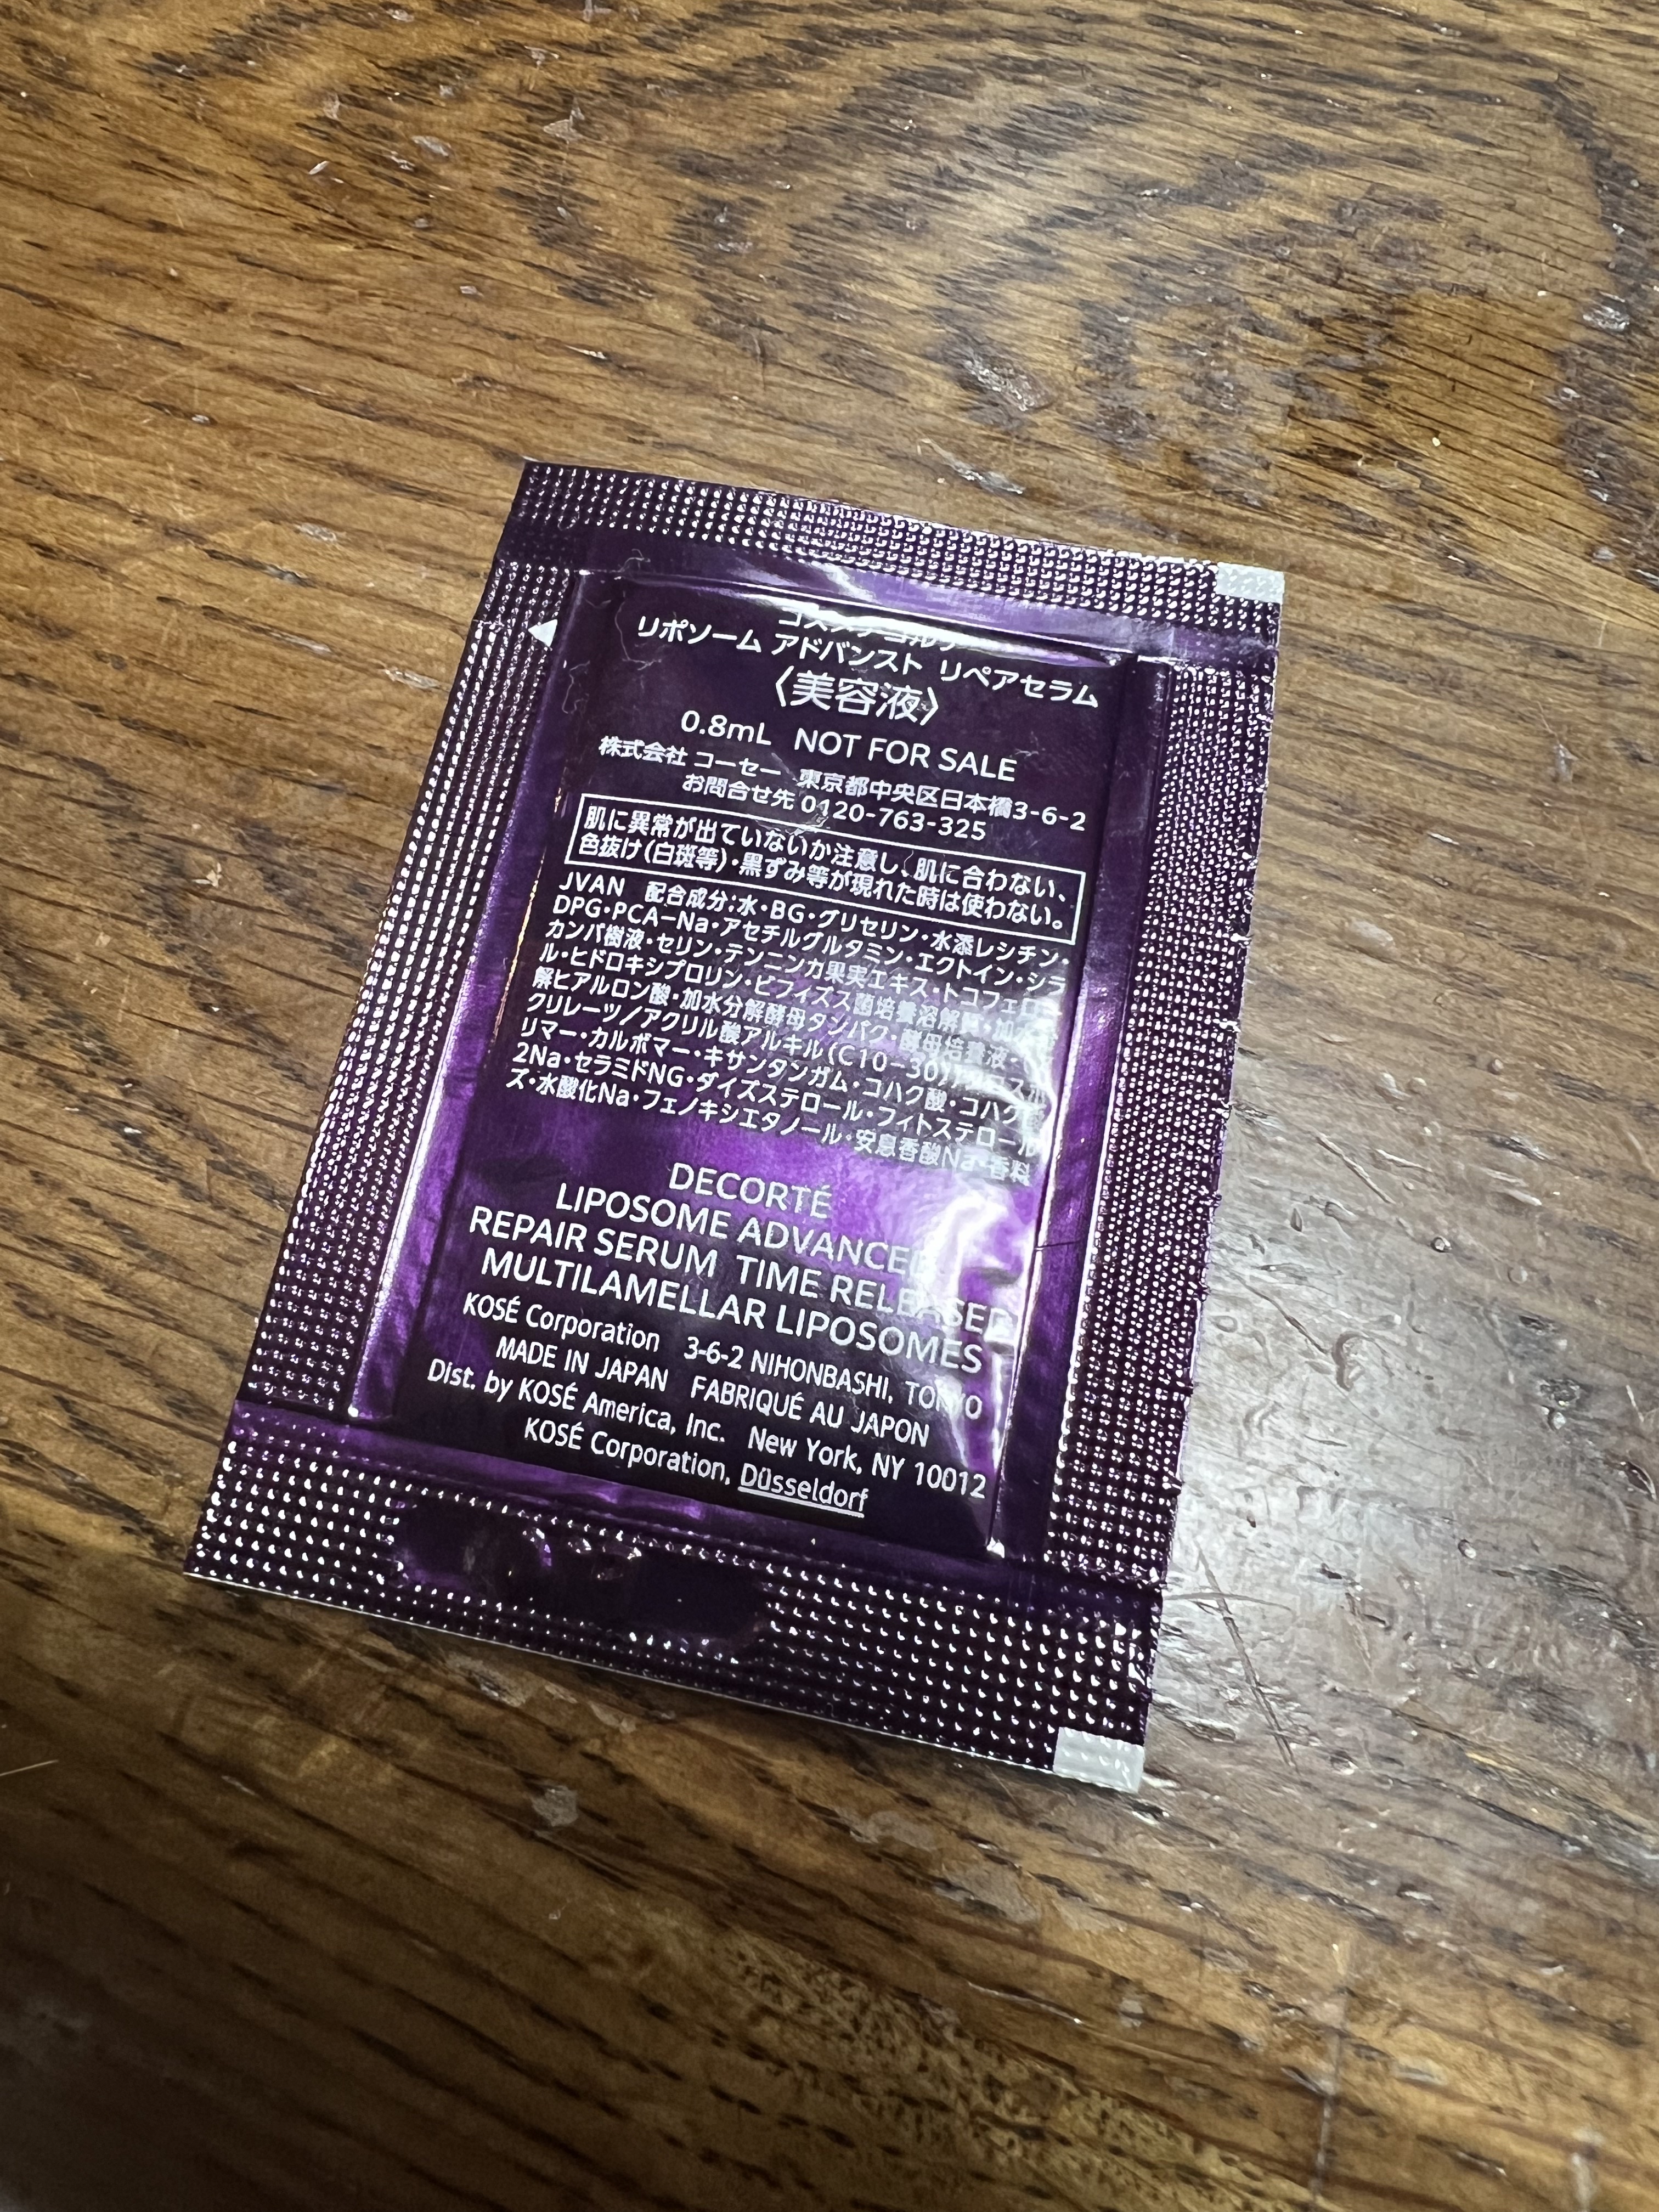 リポソーム アドバンスト リペアセラム
〈美容液〉
0.8mL NOT FOR SALE
株式会社 コーセー 東京都中央区日本橋3-6-2
お問合せ先 0120-763-325
肌に異常が出ていないか注意し、肌に合わない、
色抜け(白斑等)・黒ずみ等が現れた時は使わない。
JVAN 配合成分:水・BG・グリセリン・水添レシチン・
DPG・PCA-Na・アセチルグルタミン・エクトイン・シラ
カンバ樹液・セリン・テンニンカ果実エキス・トコフェロー
ル・ヒドロキシプロリン・ビフィズス菌培養溶解質・加水分
解ヒアルロン酸・加水分解酵母タンパク・酵母培養液・
クリレーツ/アクリル酸アルキル(C10-30))
リマー・カルボマー・キサンタンガム・コハク酸・コハク酸
2Na・セラミドNG・ダイズステロール・フィトステロール
ズ・水酸化Na・フェノキシエタノール・安息香酸Na・香料
DECORTÉ
LIPOSOME ADVANCED
REPAIR SERUM TIME RELEASED
MULTILAMELLAR LIPOSOMES
KOSÉ Corporation 3-6-2 NIHONBASHI, TOKYO
MADE IN JAPAN FABRIQUÉ AU JAPON
Dist. by KOSÉ America, Inc. New York, NY 10012
KOSÉ Corporation, Düsseldorf